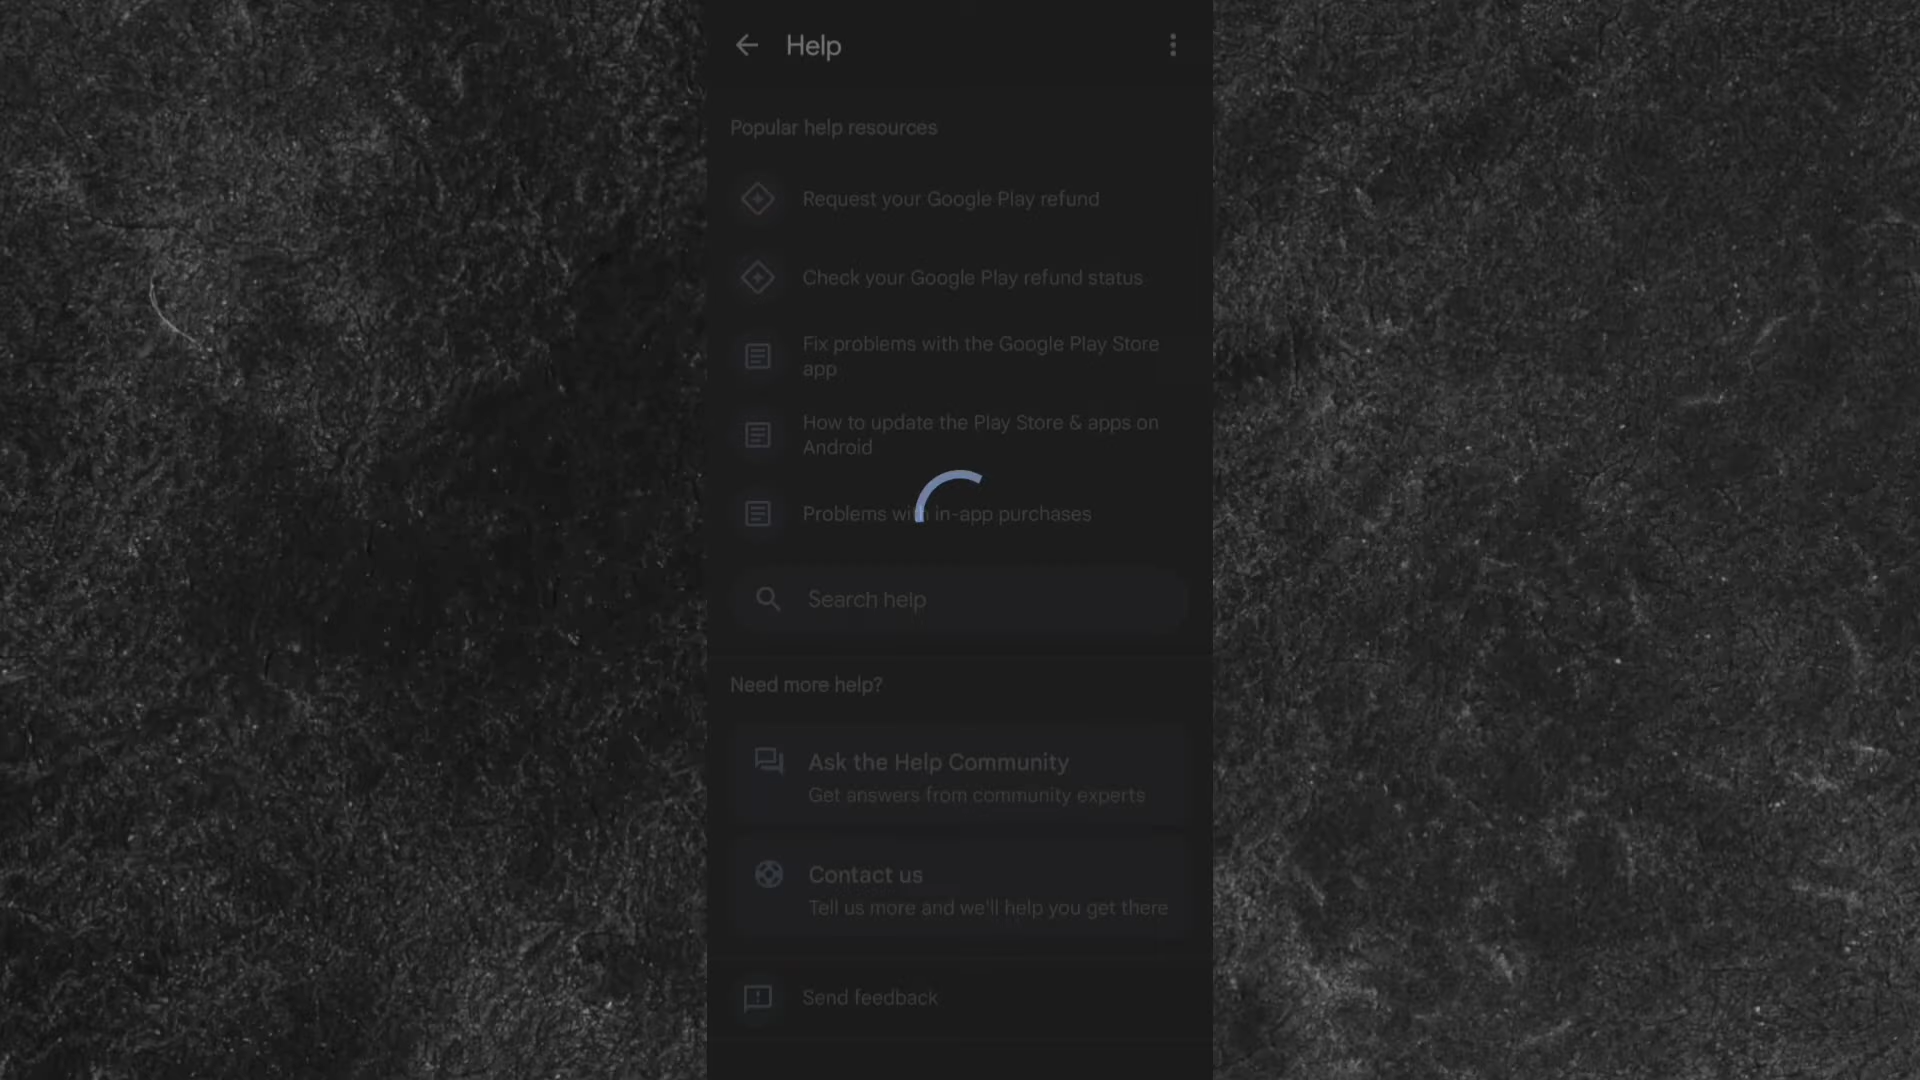 Help
Popular help resources
Request your Google Play refund
Check your Google Play refund status
Fix problems with the Google Play Store
app
How to update the Play Store & apps on
Android
Problems with in-app purchases
Search help
Need more help?
Ask the Help Community
Get answers from community experts
Contact us
Tell us more and we'll help you get there
Send feedback